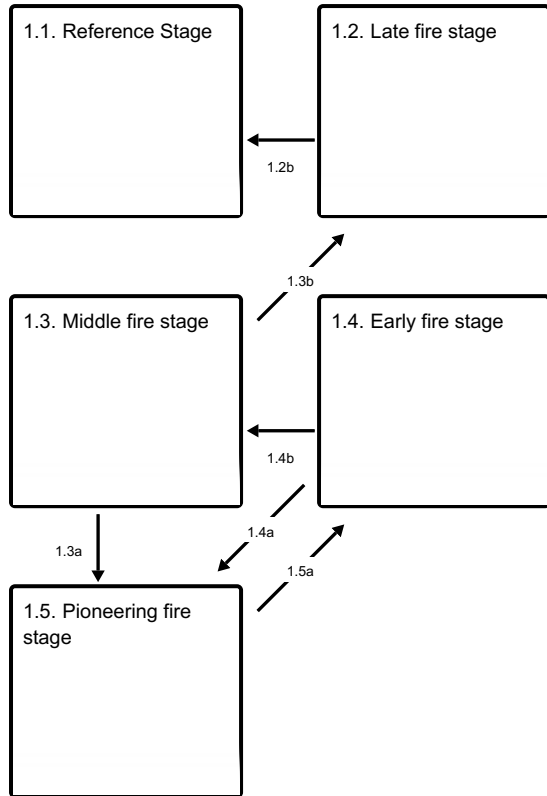 1.1. Reference Stage
1.2. Late fire stage
1.2b
1.3b
1.3. Middle fire stage
1.4. Early fire stage
1.4b
1.4a
1.3a
1.5a
1.5. Pioneering fire
stage